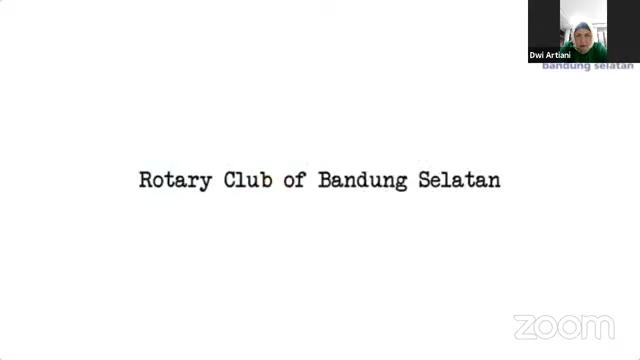 Dwi Artiani
bandung selatan
Rotary Club of Bandung Selatan
zoom